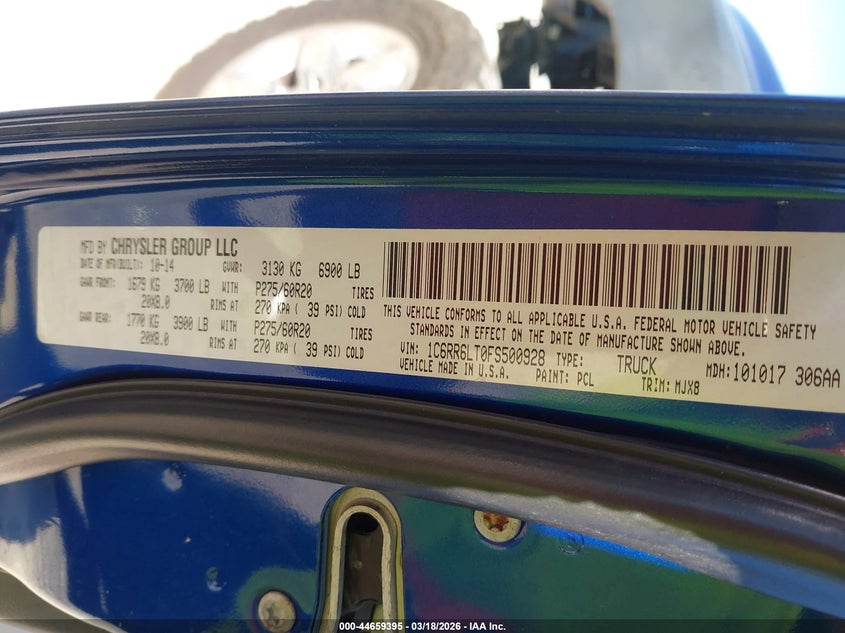 MFD BY CHRYSLER GROUP LLC
DATE OF MFR(BUILT): 10-14 GVWR: 3130 KG 6900 LB
GAWR FRONT: 1679 KG 3700 LB WITH P275/60R20 TIRES
20X8.0 RIMS AT 270 KPA ( 39 PSI) COLD
GAWR REAR: 1770 KG 3900 LB WITH P275/60R20 TIRES
20X8.0 RIMS AT 270 KPA ( 39 PSI) COLD
THIS VEHICLE CONFORMS TO ALL APPLICABLE U.S.A. FEDERAL MOTOR VEHICLE SAFETY
STANDARDS IN EFFECT ON THE DATE OF MANUFACTURE SHOWN ABOVE.
VIN: 1C6RR6LT0FS500928 TYPE: TRUCK MDH:101017 306AA
VEHICLE MADE IN U.S.A. PAINT: PCL TRIM: MJX8
000-44659395 - 03/18/2026 - IAA Inc.